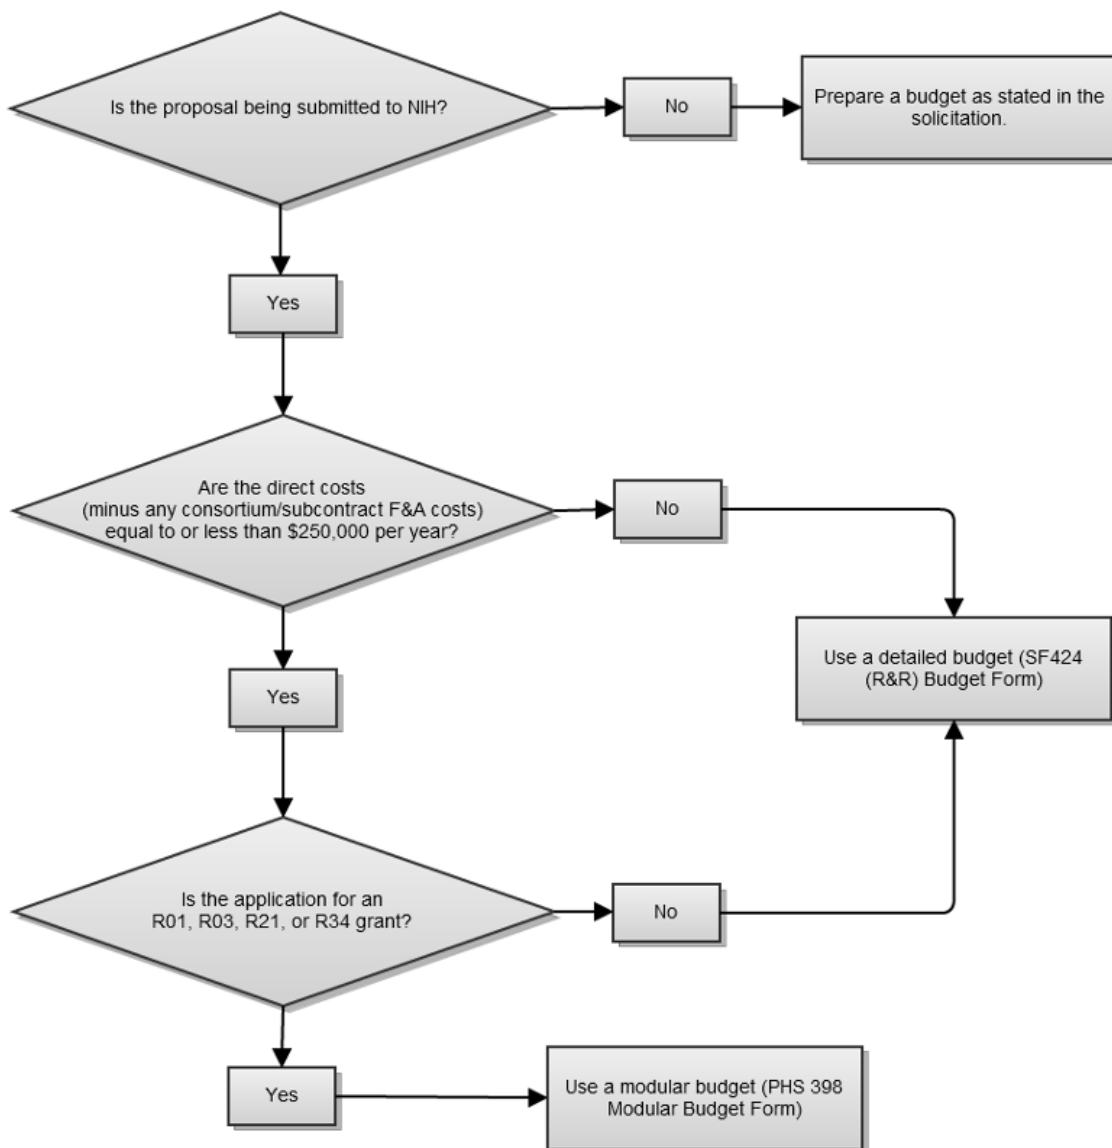 Is the proposal being submitted to NIH?
No
Prepare a budget as stated in the
solicitation.
Yes
Are the direct costs
(minus any consortium/subcontract F&A costs)
equal to or less than $250,000 per year?
No
Use a detailed budget (SF424
(R&R) Budget Form)
Yes
Is the application for an
R01, R03, R21, or R34 grant?
No
Yes
Use a modular budget (PHS 398
Modular Budget Form)